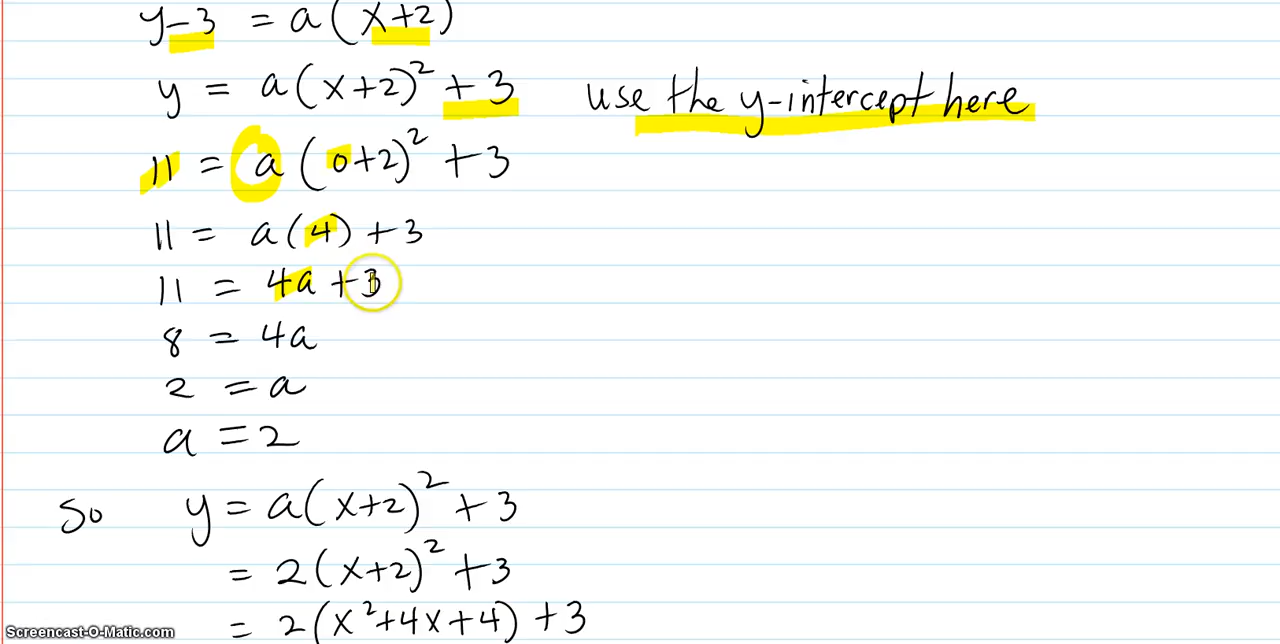 y-3 = a(x+2)
y = a(x+2)² +3 use the y-intercept here
11 = a(0+2)² +3
11 = a(4)+3
11 = 4a+3
8 = 4a
2 = a
a = 2
So y = a(x+2)² +3
= 2(x+2)² +3
= 2(x²+4x+4) +3
Screencast-O-Matic.com